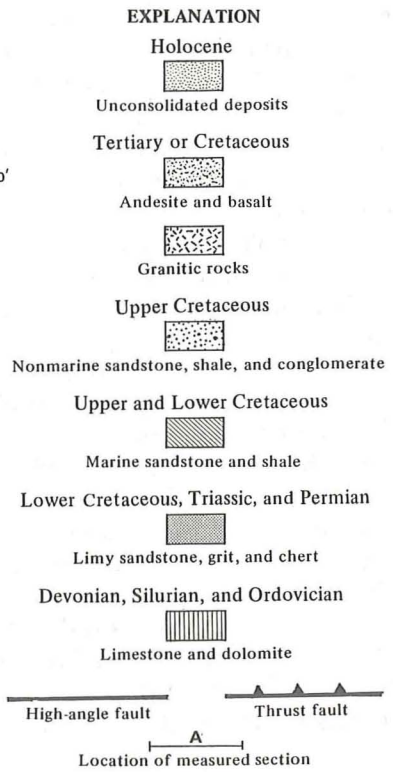 EXPLANATION
Holocene
Unconsolidated deposits
Tertiary or Cretaceous
Andesite and basalt
Granitic rocks
Upper Cretaceous
Nonmarine sandstone, shale, and conglomerate
Upper and Lower Cretaceous
Marine sandstone and shale
Lower Cretaceous, Triassic, and Permian
Limy sandstone, grit, and chert
Devonian, Silurian, and Ordovician
Limestone and dolomite
High-angle fault
Thrust fault
A
Location of measured section